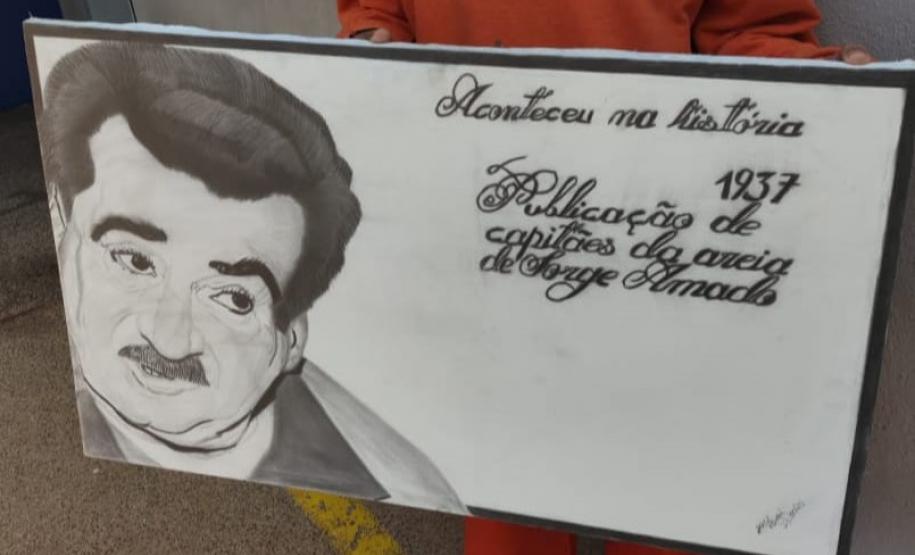 Aconteceu na história
1937
Publicação de
capitães da areia
de Jorge Amado